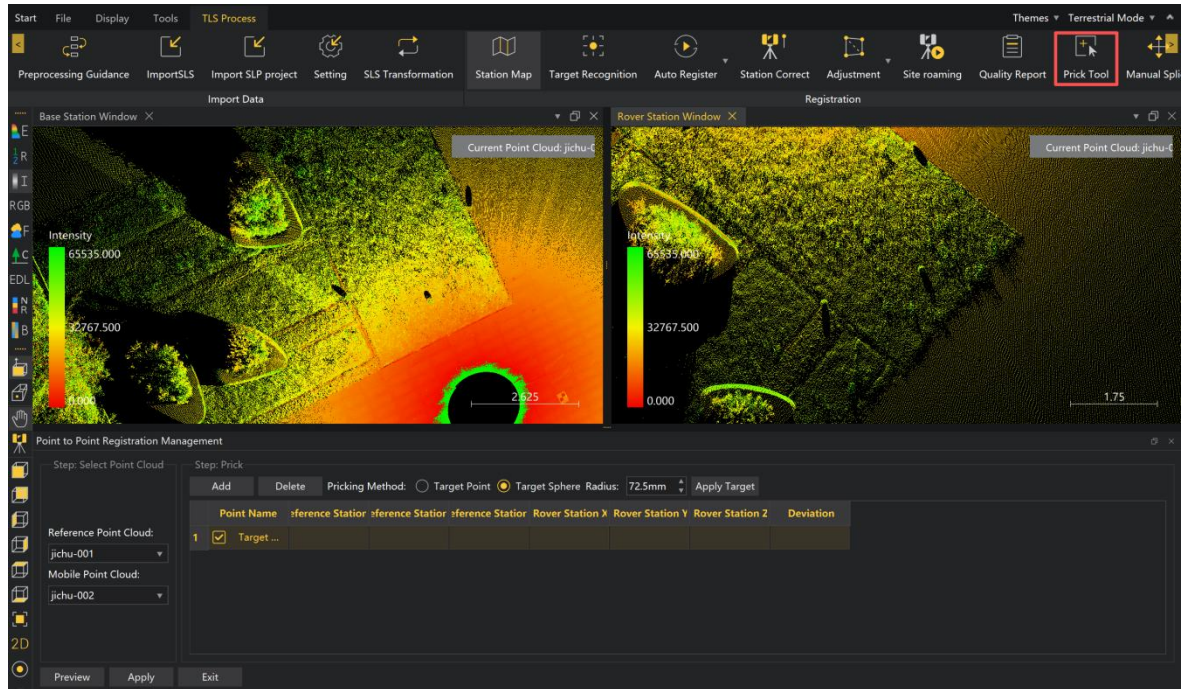 Start File Display Tools TLS Process Themes Terrestrial Mode
Preprocessing Guidance ImportSLS Import SLP project Setting SLS Transformation Station Map Target Recognition Auto Register Station Correct Adjustment Site roaming Quality Report Prick Tool Manual Spli
Import Data Registration
Base Station Window Rover Station Window
Current Point Cloud: jichu-0 Current Point Cloud: jichu-0
E
R
I
RGB
F
C
EDL
NR
B
2D
Intensity
65535.000
32767.500
0.000
2.625
Intensity
65535.000
32767.500
0.000
1.75
Point to Point Registration Management
Step: Select Point Cloud
Reference Point Cloud:
jichu-001
Mobile Point Cloud:
jichu-002
Step: Prick
Add Delete Pricking Method: Target Point Target Sphere Radius: 72.5mm Apply Target
Point Name eference Station eference Station eference Station Rover Station X Rover Station Y Rover Station Z Deviation
1 Target ...
Preview Apply Exit